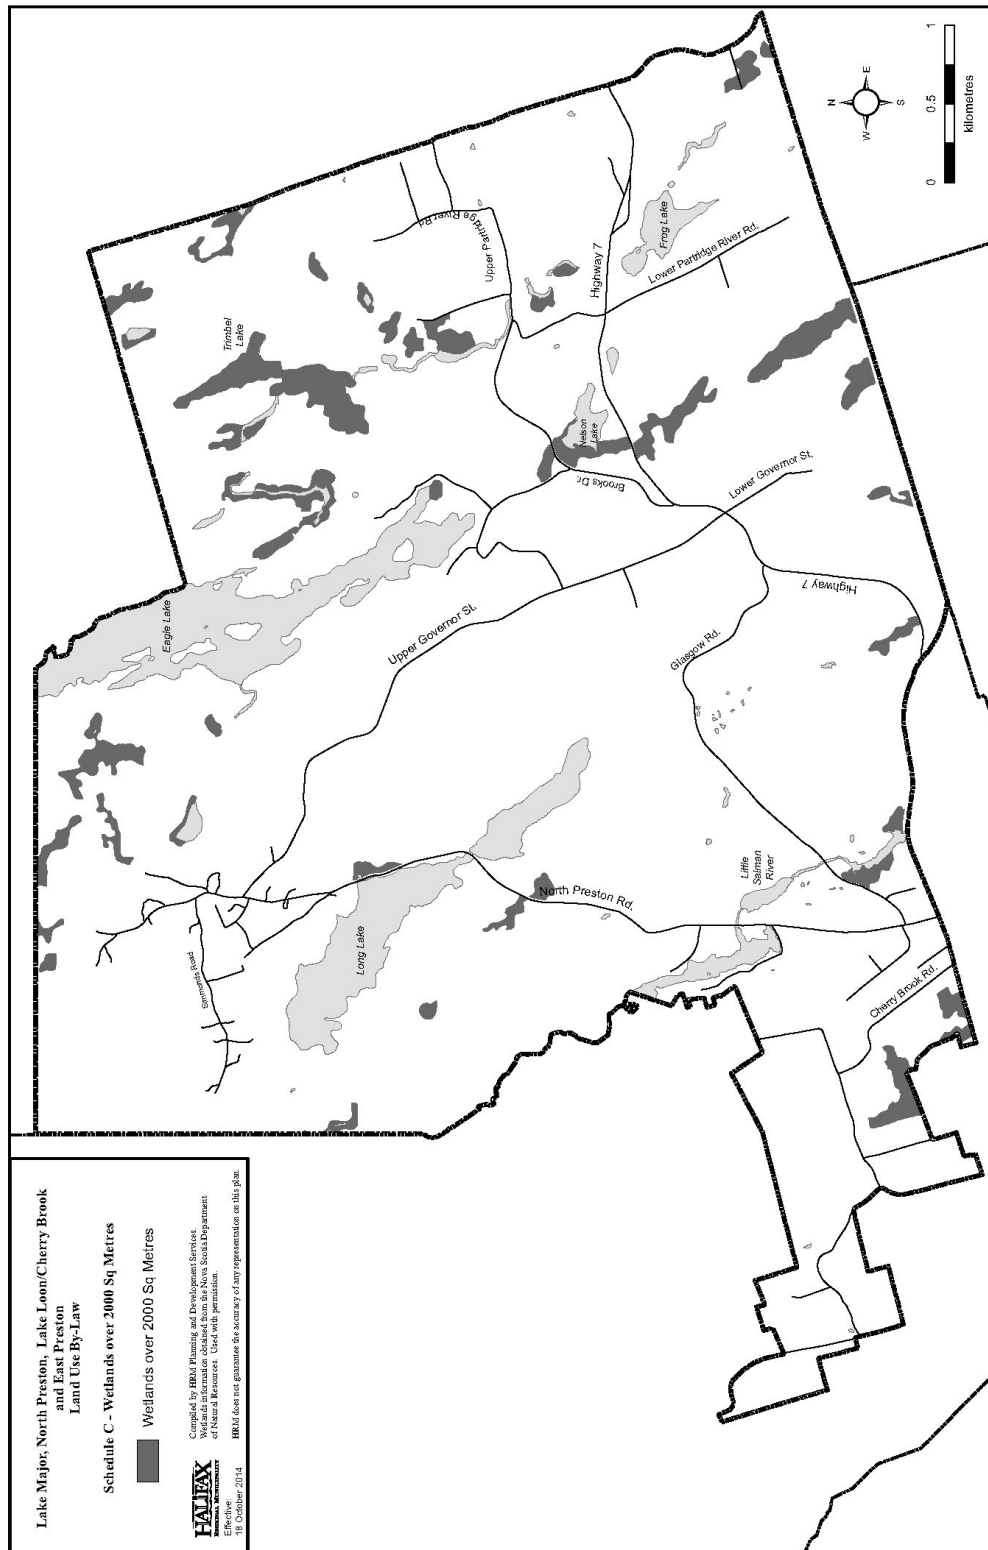 Lake Major, North Preston, Lake Loon/Cherry Brook
and East Preston
Land Use By-Law
Schedule C - Wetlands over 2000 Sq Metres
Wetlands over 2000 Sq Metres
HALIFAX
REGIONAL MUNICIPALITY
Effective:
18 October 2014
Compiled by HRM Planning and Development Services.
Wetlands information obtained from the Nova Scotia Department
of Natural Resources. Used with permission.
HRM does not guarantee the accuracy of any representation on this plan.
Simmonds Road
Long Lake
North Preston Rd.
Cherry Brook Rd.
Little
Salman
River
Eagle Lake
Upper Governor St.
Glasgow Rd.
Highway 7
Lower Governor St.
Brooks Dr.
Nelson
Lake
Trimbel
Lake
Upper Partridge River Rd
Highway 7
Lower Partridge River Rd.
Frog Lake
N
E
S
W
0
0.5
1
kilometres